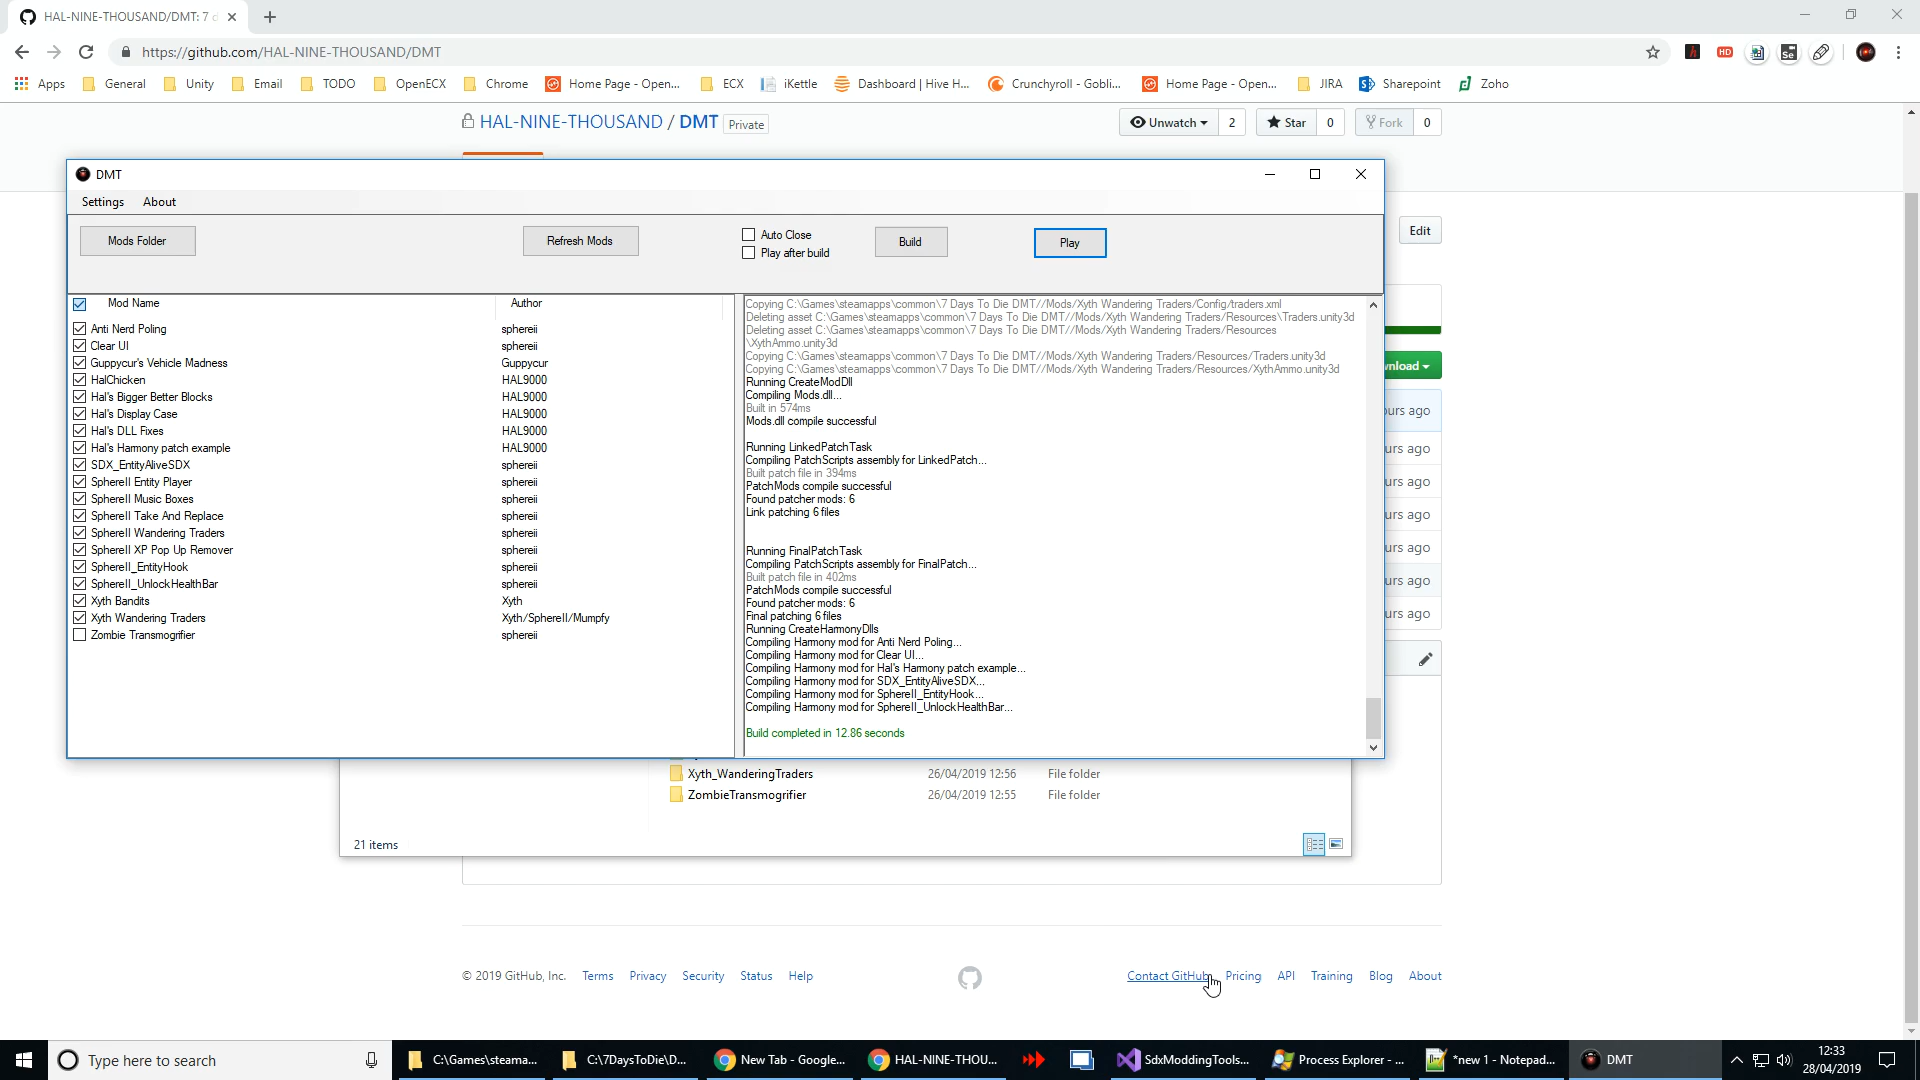 HAL-NINE-THOUSAND/DMT: 7 d
https://github.com/HAL-NINE-THOUSAND/DMT
HD
Se
Apps General Unity Email TODO OpenECX Chrome Home Page - Open... ECX iKettle Dashboard | Hive H... Crunchyroll - Gobli... Home Page - Open... JIRA Sharepoint Zoho
HAL-NINE-THOUSAND / DMT Private
Unwatch 2 Star 0 Fork 0
DMT
Settings About
Mods Folder Refresh Mods Auto Close Build Play
Play after build
Edit
Mod Name Author
Anti Nerd Poling sphereii
Clear UI sphereii
Guppycur's Vehicle Madness Guppycur
HalChicken HAL9000
Hal's Bigger Better Blocks HAL9000
Hal's Display Case HAL9000
Hal's DLL Fixes HAL9000
Hal's Harmony patch example HAL9000
SDX_EntityAliveSDX sphereii
SphereII Entity Player sphereii
SphereII Music Boxes sphereii
SphereII Take And Replace sphereii
SphereII Wandering Traders sphereii
SphereII XP Pop Up Remover sphereii
SphereII_EntityHook sphereii
SphereII_UnlockHealthBar sphereii
Xyth Bandits Xyth
Xyth Wandering Traders Xyth/SphereII/Mumpfy
Zombie Transmogrifier sphereii
Copying C:\Games\steamapps\common\7 Days To Die DMT//Mods/Xyth Wandering Traders/Config/traders.xml
Deleting asset C:\Games\steamapps\common\7 Days To Die DMT//Mods/Xyth Wandering Traders/Resources\Traders.unity3d
Deleting asset C:\Games\steamapps\common\7 Days To Die DMT//Mods/Xyth Wandering Traders/Resources
\XythAmmo.unity3d
Copying C:\Games\steamapps\common\7 Days To Die DMT//Mods/Xyth Wandering Traders/Resources/Traders.unity3d
Copying C:\Games\steamapps\common\7 Days To Die DMT//Mods/Xyth Wandering Traders/Resources/XythAmmo.unity3d
Running CreateModDll
Compiling Mods.dll...
Built in 574ms
Mods.dll compile successful
Running LinkedPatchTask
Compiling PatchScripts assembly for LinkedPatch...
Built patch file in 394ms
PatchMods compile successful
Found patcher mods: 6
Link patching 6 files
Running FinalPatchTask
Compiling PatchScripts assembly for FinalPatch...
Built patch file in 402ms
PatchMods compile successful
Found patcher mods: 6
Final patching 6 files
Running CreateHarmonyDlls
Compiling Harmony mod for Anti Nerd Poling...
Compiling Harmony mod for Clear UI...
Compiling Harmony mod for Hal's Harmony patch example...
Compiling Harmony mod for SDX_EntityAliveSDX...
Compiling Harmony mod for SphereII_EntityHook...
Compiling Harmony mod for SphereII_UnlockHealthBar...
Build completed in 12.86 seconds
nload
ours ago
urs ago
urs ago
urs ago
urs ago
urs ago
urs ago
Xyth_WanderingTraders 26/04/2019 12:56 File folder
ZombieTransmogrifier 26/04/2019 12:55 File folder
21 items
© 2019 GitHub, Inc. Terms Privacy Security Status Help Contact GitHub Pricing API Training Blog About
Type here to search C:\Games\steama... C:\7DaysToDie\D... New Tab - Google... HAL-NINE-THOU... SdxModdingTools... Process Explorer - ... *new 1 - Notepad... DMT
12:33
28/04/2019